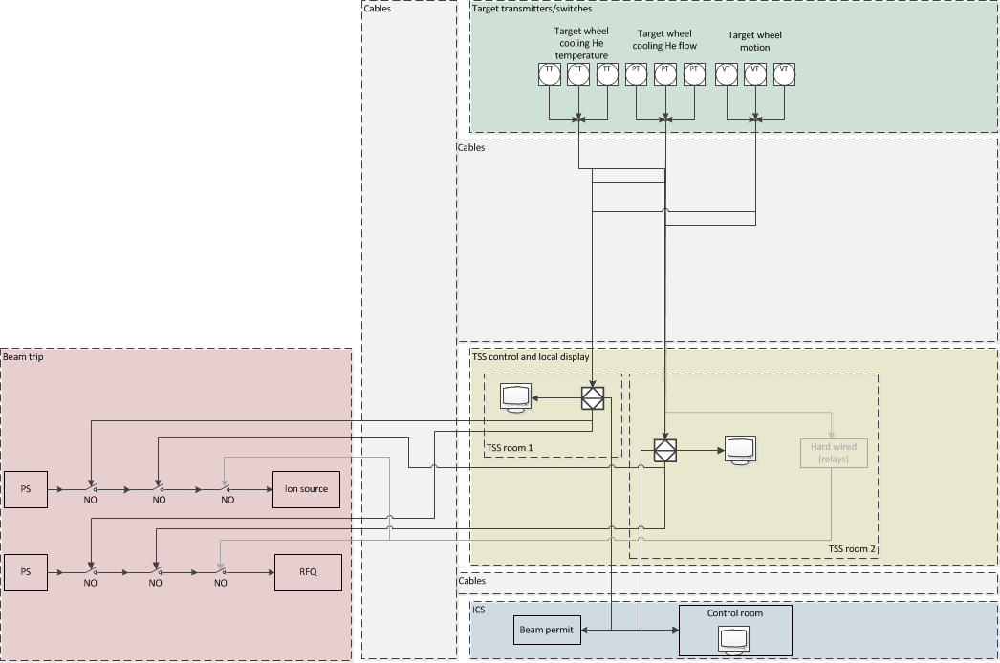 Cables
Target transmitters/switches
Target wheel
cooling He
temperature
Target wheel
cooling He flow
Target wheel
motion
TT
TT
TT
PT
PT
PT
VT
VT
VT
Cables
Beam trip
TSS control and local display
TSS room 1
Hard wired
(relays)
TSS room 2
PS
NO
NO
NO
Ion source
PS
NO
NO
NO
RFQ
Cables
ICS
Beam permit
Control room